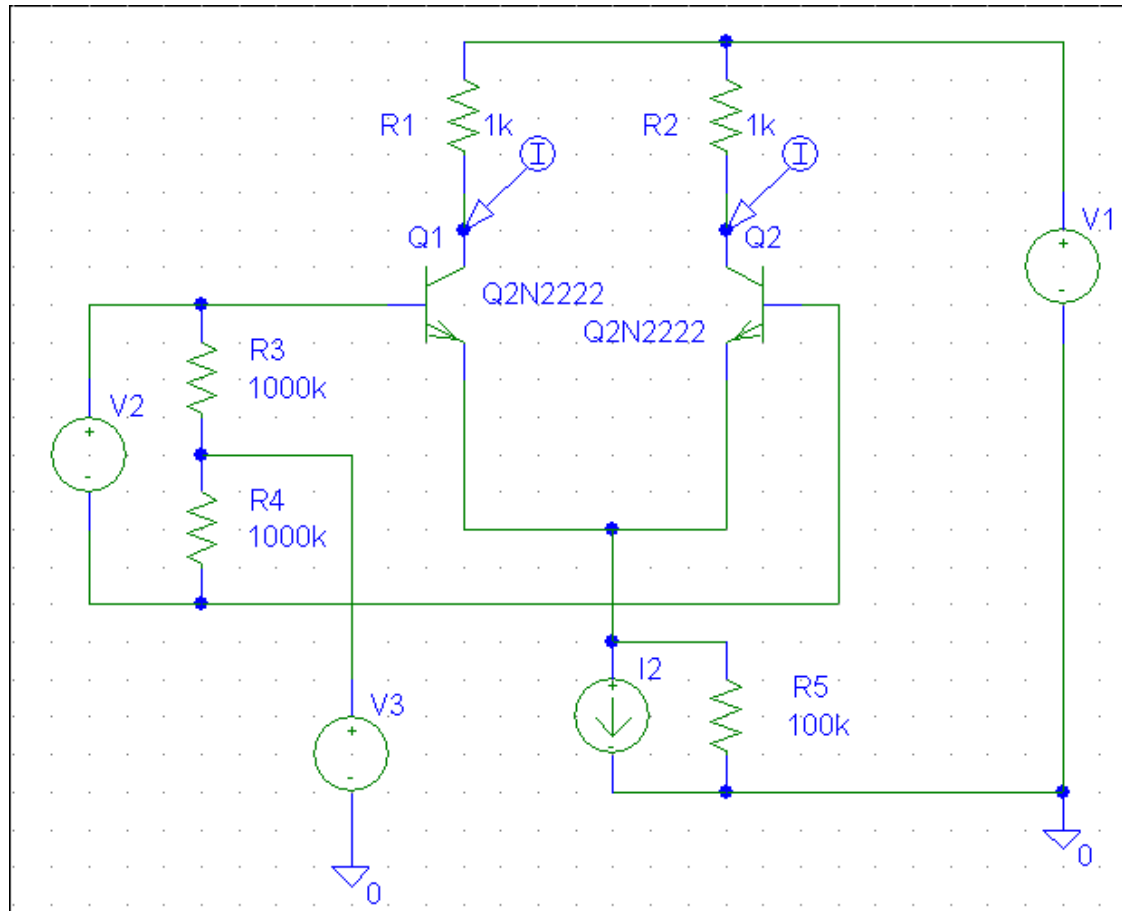 R1
1k
I
R2
1k
I
V1
+
-
Q1
Q2
Q2N2222
Q2N2222
R3
1000k
V2
+
-
R4
1000k
I2
+
-
R5
100k
V3
+
-
0
0